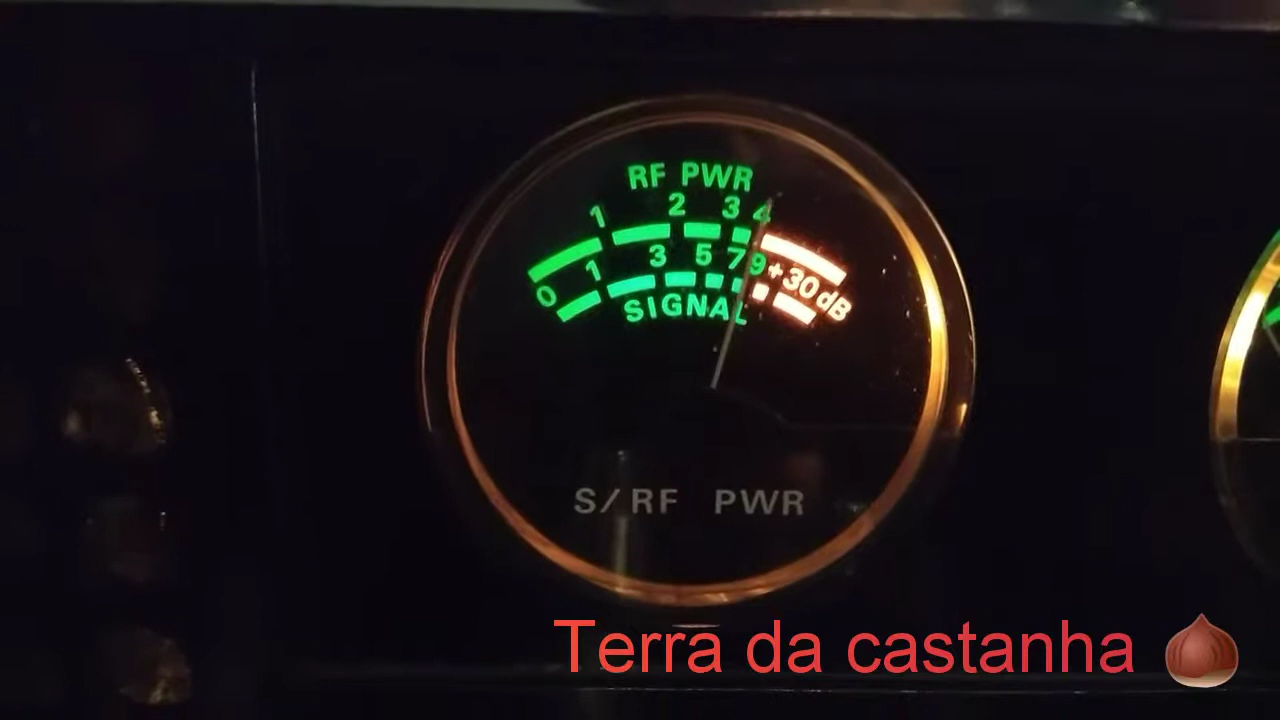 RF PWR
1 2 3 4
0 1 3 5 7 9 +30 dB
SIGNAL
S/RF PWR
Terra da castanha 🌰